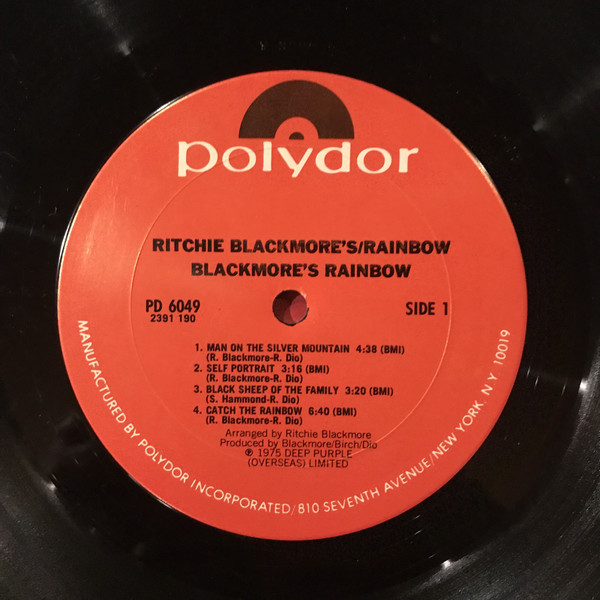 polydor
RITCHIE BLACKMORE'S/RAINBOW
BLACKMORE'S RAINBOW
PD 6049
2391 190
SIDE 1
1. MAN ON THE SILVER MOUNTAIN 4:38 (BMI)
(R. Blackmore-R. Dio)
2. SELF PORTRAIT 3:16 (BMI)
(R. Blackmore-R. Dio)
3. BLACK SHEEP OF THE FAMILY 3:20 (BMI)
(S. Hammond-R. Dio)
4. CATCH THE RAINBOW 6:40 (BMI)
(R. Blackmore-R. Dio)
Arranged by Ritchie Blackmore
Produced by Blackmore/Birch/Dio
℗ 1975 DEEP PURPLE
(OVERSEAS) LIMITED
MANUFACTURED BY POLYDOR INCORPORATED/810 SEVENTH AVENUE/NEW YORK, N.Y. 10019